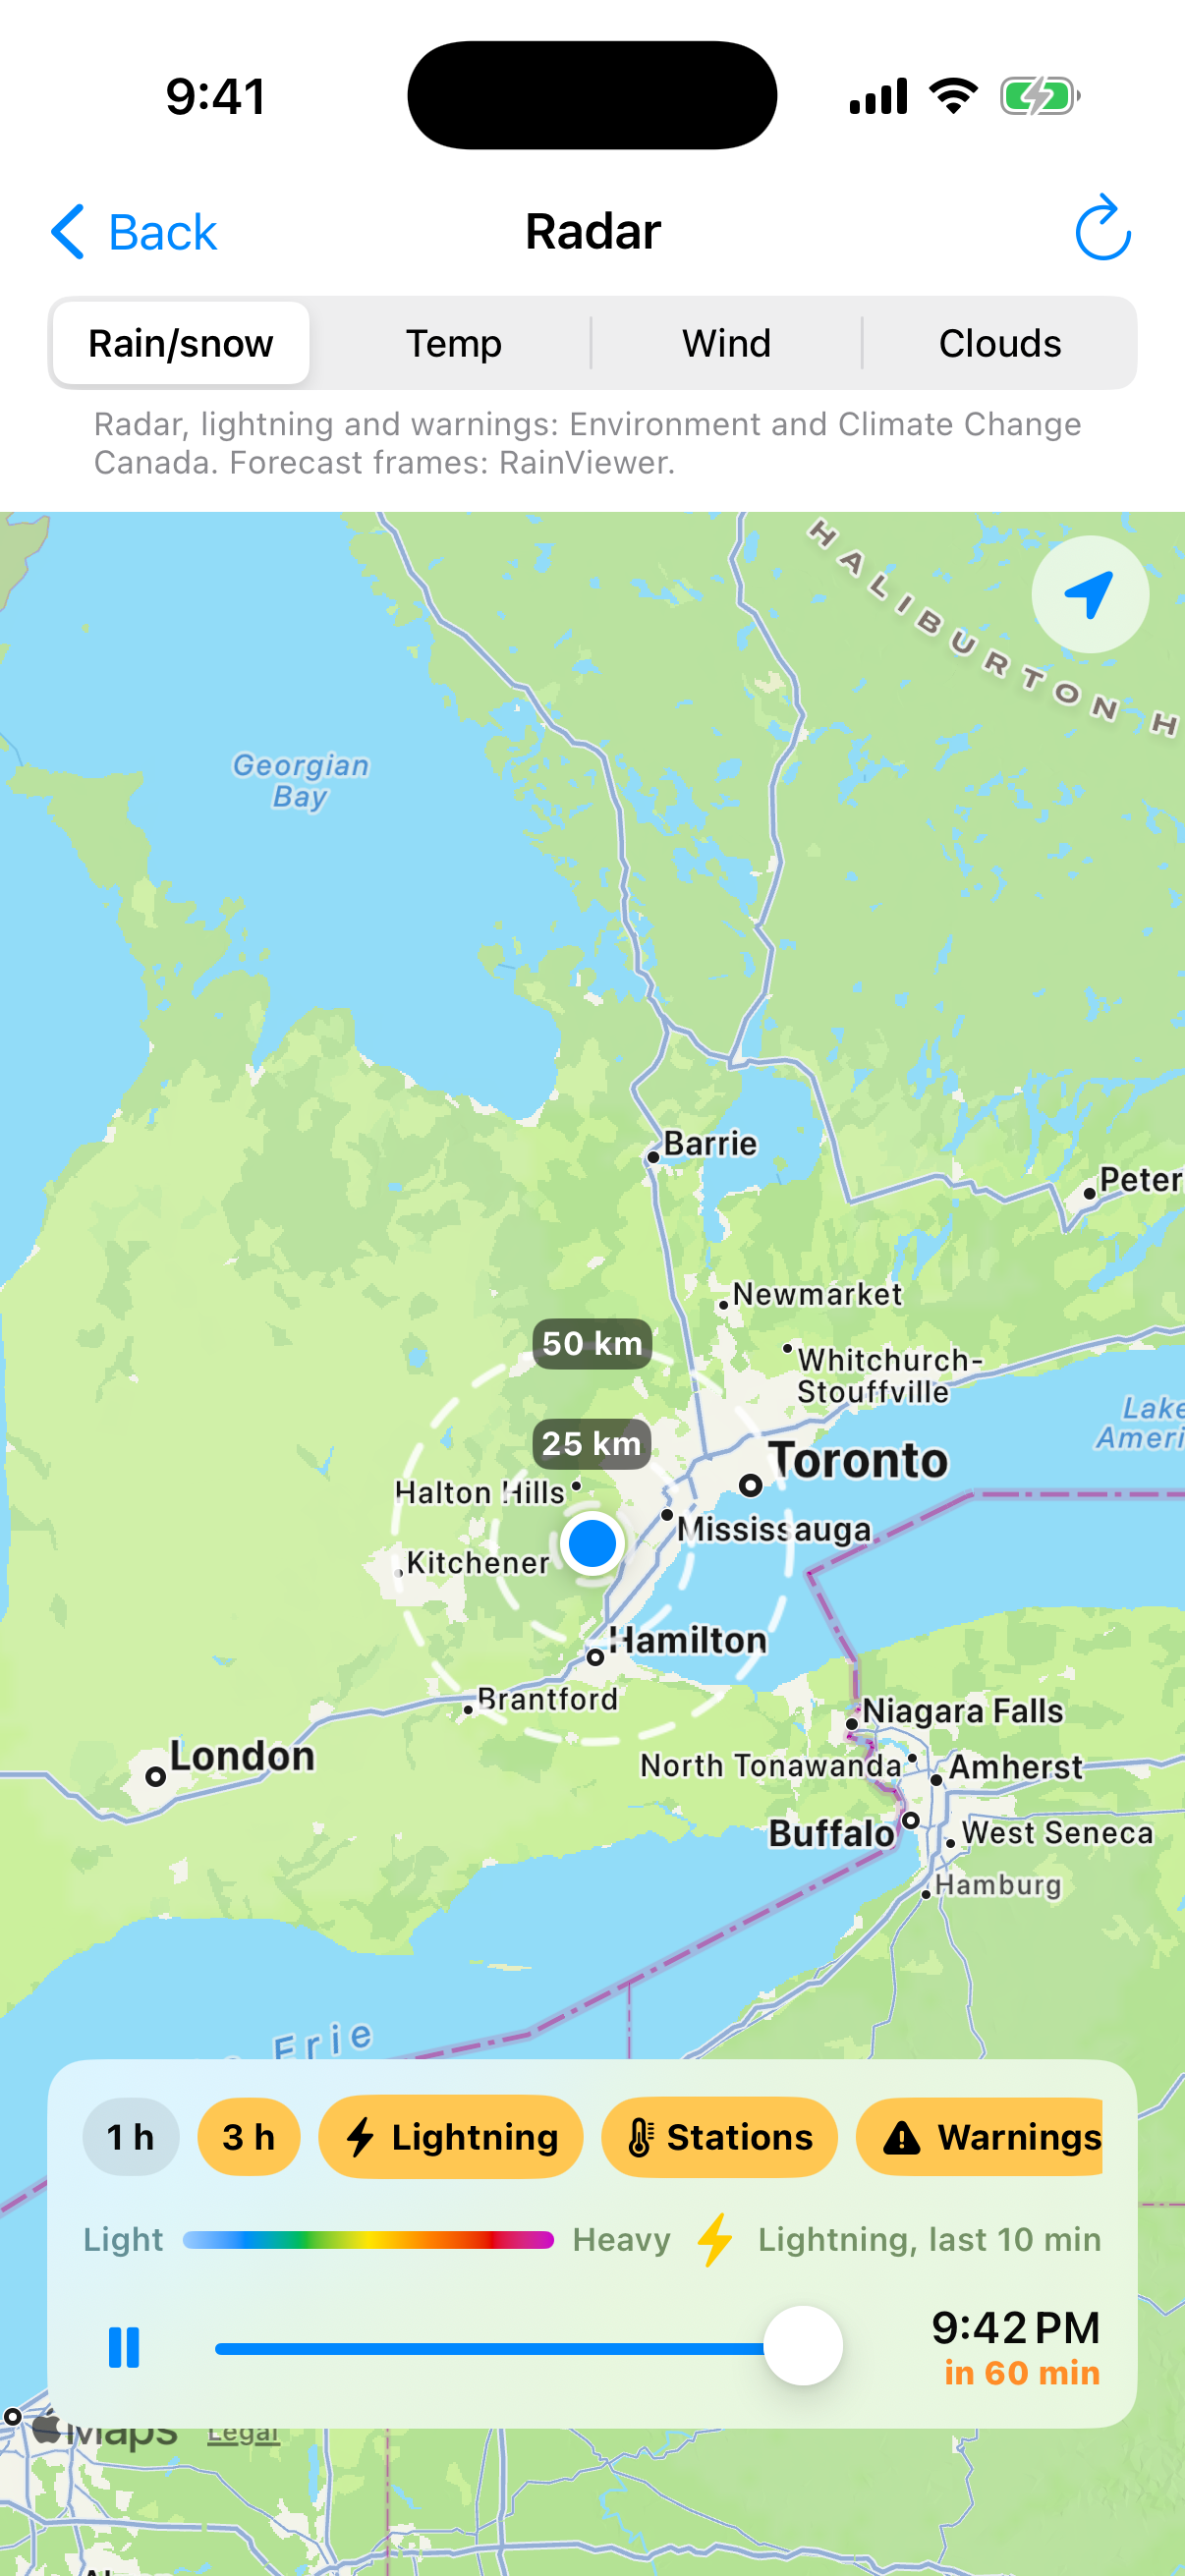 9:41
Back
Radar
Rain/snow
Temp
Wind
Clouds
Radar, lightning and warnings: Environment and Climate Change
Canada. Forecast frames: RainViewer.
HALIBURTON H
Georgian
Bay
Barrie
Peter
Newmarket
50 km
Whitchurch-
Stouffville
Lake
Ameri
25 km
Toronto
Halton Hills
Mississauga
Kitchener
Hamilton
Brantford
Niagara Falls
London
North Tonawanda
Amherst
Buffalo
West Seneca
Hamburg
Erie
1 h
3 h
Lightning
Stations
Warnings
Light
Heavy
Lightning, last 10 min
9:42 PM
in 60 min
Maps
Legal